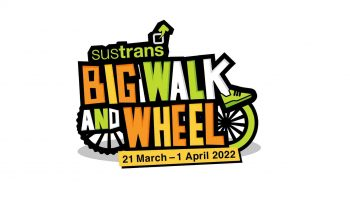 sustrans
BIG WALK
AND WHEEL
21 March – 1 April 2022